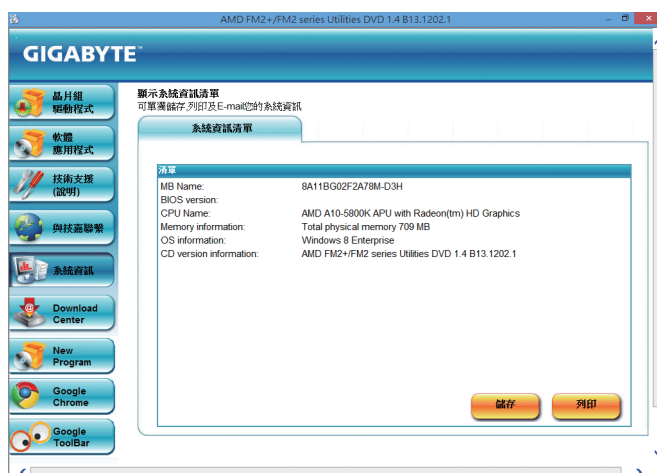 AMD FM2+/FM2 series Utilities DVD 1.4 B13.1202.1
GIGABYTE™
晶片組
驅動程式
軟體
應用程式
技術支援
(說明)
與技嘉聯繫
系統資訊
Download
Center
New
Program
Google
Chrome
Google
ToolBar
顯示系統資訊清單
可單獨儲存,列印及E-mail您的系統資訊
系統資訊清單
清單
MB Name: 8A11BG02F2A78M-D3H
BIOS version:
CPU Name: AMD A10-5800K APU with Radeon(tm) HD Graphics
Memory information: Total physical memory 709 MB
OS information: Windows 8 Enterprise
CD version information: AMD FM2+/FM2 series Utilities DVD 1.4 B13.1202.1
儲存
列印